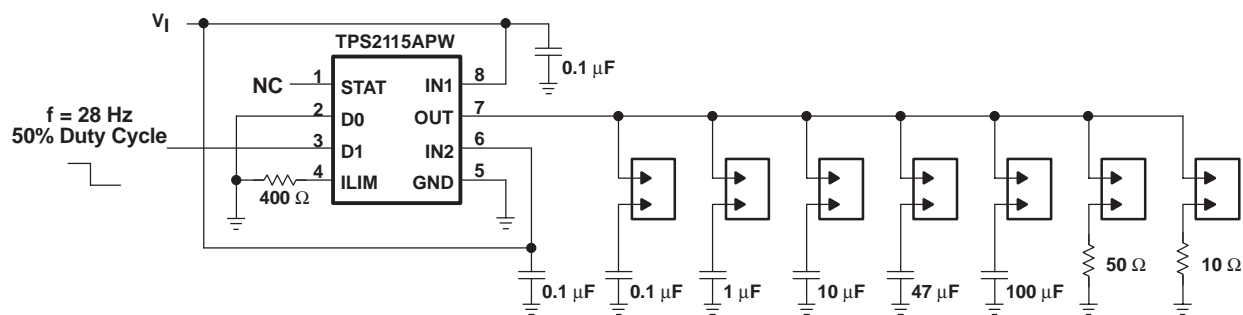 VI
TPS2115APW
0.1 μF
NC
1
STAT
IN1
8
f = 28 Hz
50% Duty Cycle
2
D0
OUT
7
3
D1
IN2
6
4
ILIM
GND
5
400 Ω
0.1 μF
0.1 μF
1 μF
10 μF
47 μF
100 μF
50 Ω
10 Ω